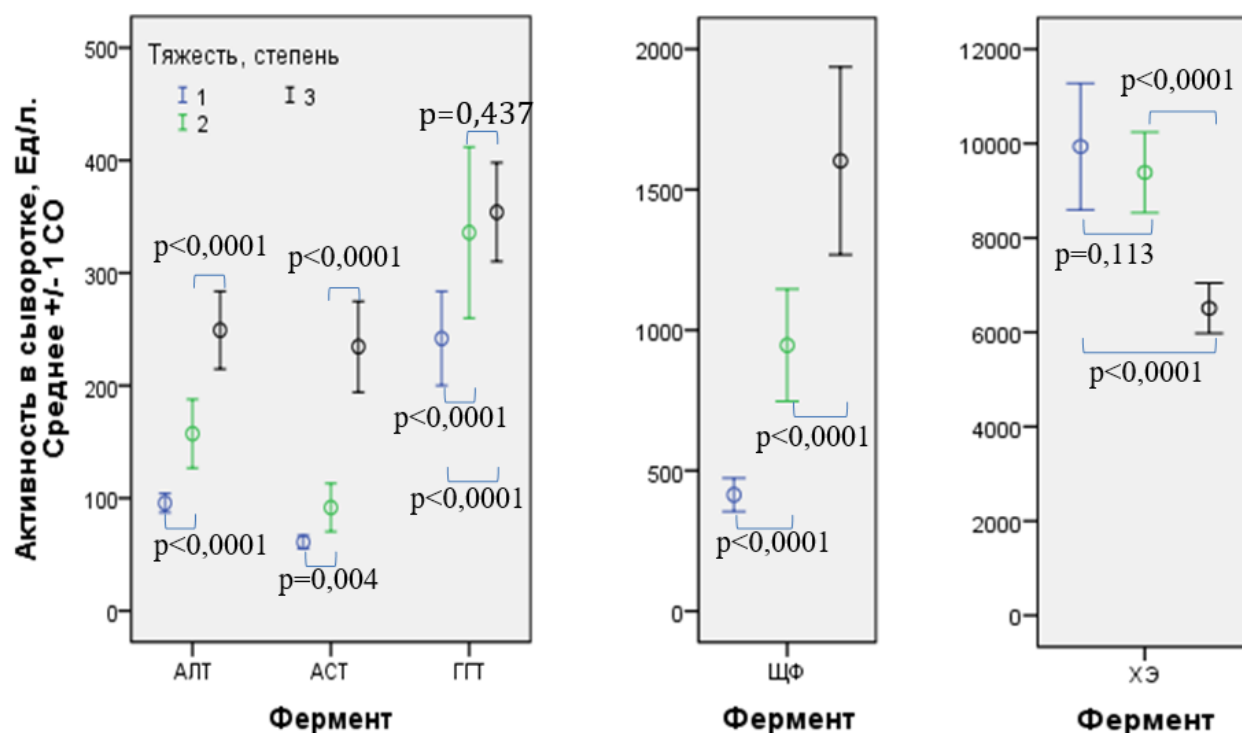 Активность в сыворотке, Ед/л.
Среднее +/- 1 СО
500
400
300
200
100
0
Тяжесть, степень
1
3
2
p=0,437
p<0,0001
p<0,0001
p<0,0001
p<0,0001
p<0,0001
p=0,004
АЛТ
АСТ
ГГТ
Фермент
2000
1500
1000
500
0
p<0,0001
p<0,0001
ЩФ
Фермент
12000
10000
8000
6000
4000
2000
0
p<0,0001
p=0,113
p<0,0001
ХЭ
Фермент